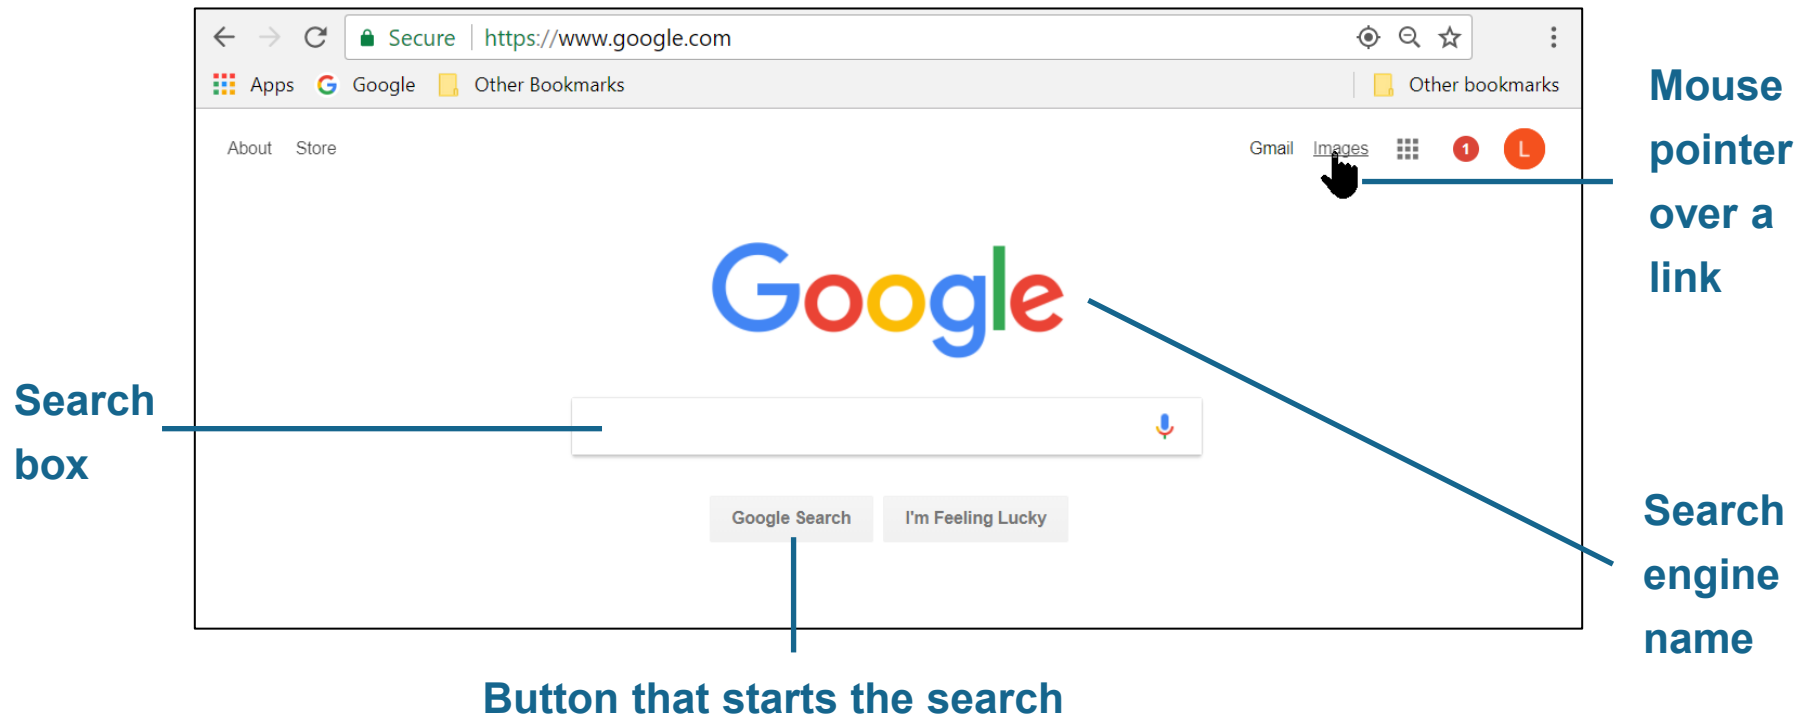 Secure https://www.google.com
Apps Google Other Bookmarks Other bookmarks
About Store Gmail Images 1 L
Mouse
pointer
over a
link
Google
Search
box
Google Search I'm Feeling Lucky
Search
engine
name
Button that starts the search